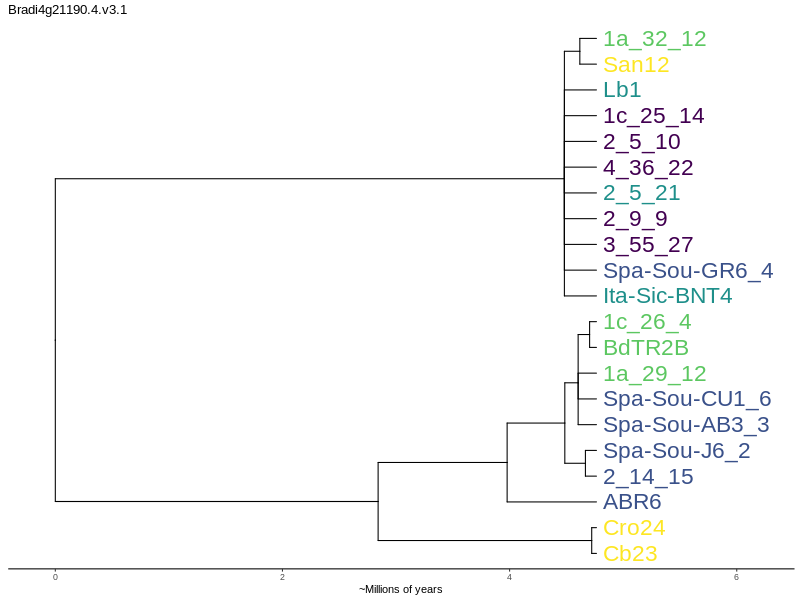 Bradi4g21190.4.v3.1
1a_32_12
San12
Lb1
1c_25_14
2_5_10
4_36_22
2_5_21
2_9_9
3_55_27
Spa-Sou-GR6_4
Ita-Sic-BNT4
1c_26_4
BdTR2B
1a_29_12
Spa-Sou-CU1_6
Spa-Sou-AB3_3
Spa-Sou-J6_2
2_14_15
ABR6
Cro24
Cb23
0 2 4 6
~Millions of years